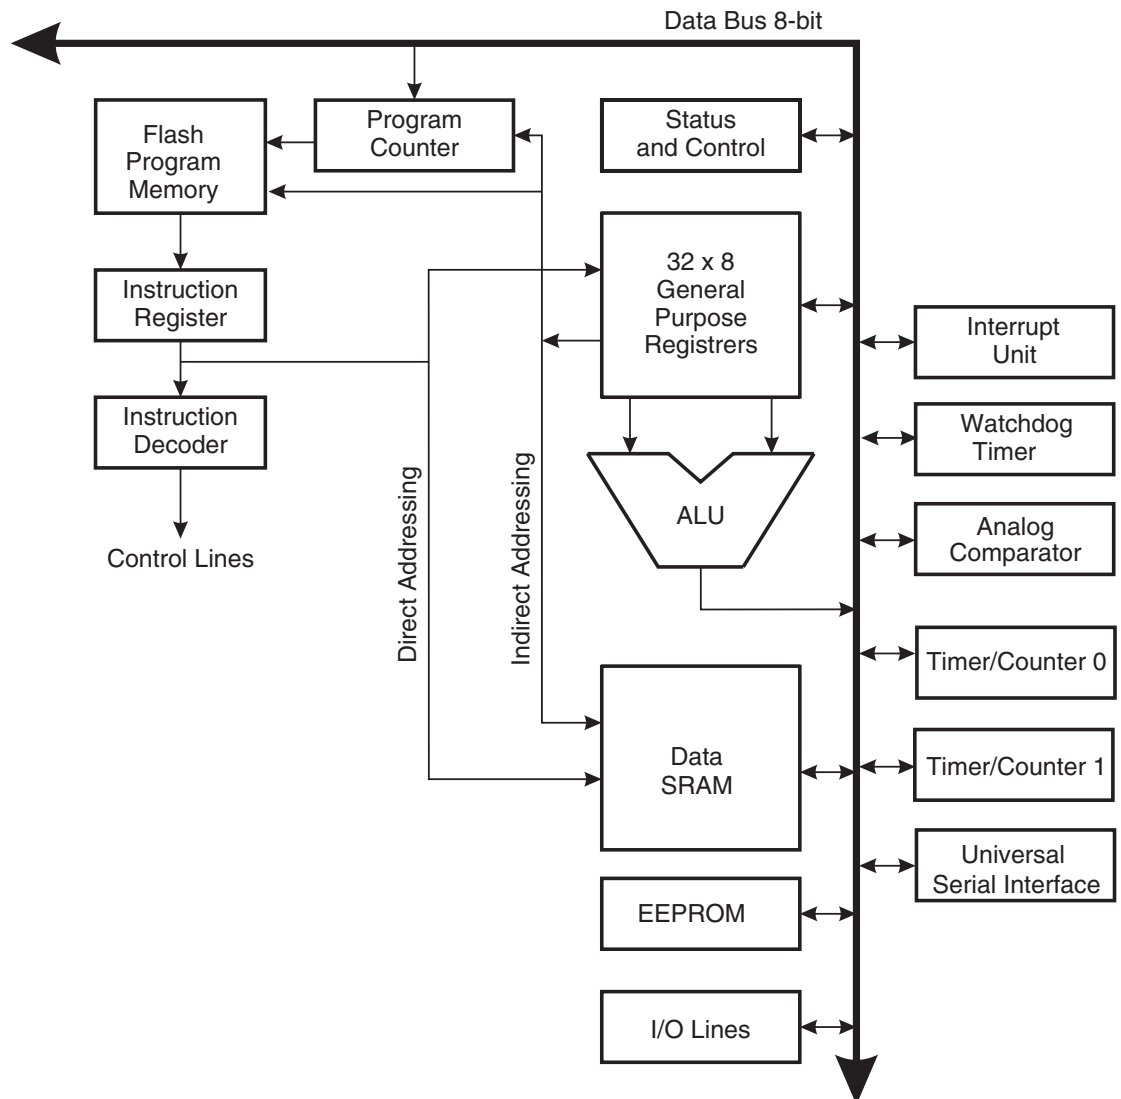 Data Bus 8-bit
Flash
Program
Memory
Program
Counter
Status
and Control
Instruction
Register
32 x 8
General
Purpose
Registrers
Interrupt
Unit
Instruction
Decoder
Watchdog
Timer
Control Lines
Direct Addressing
Indirect Addressing
ALU
Analog
Comparator
Timer/Counter 0
Data
SRAM
Timer/Counter 1
Universal
Serial Interface
EEPROM
I/O Lines